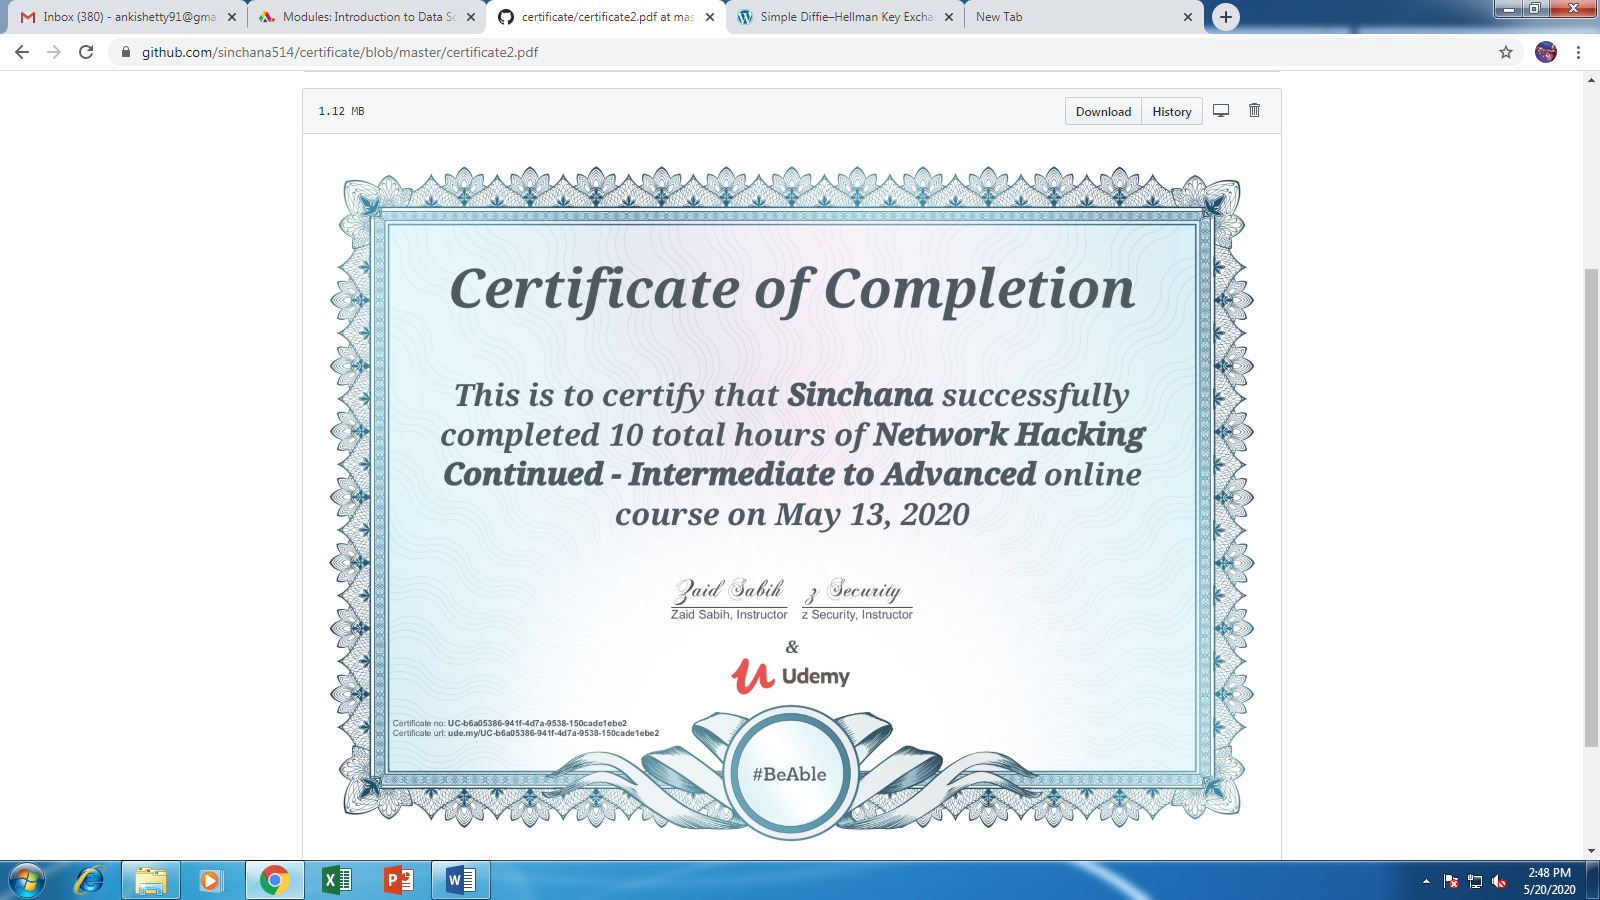 Inbox (380) - ankishetty91@gmai
Modules: Introduction to Data Sc
certificate/certificate2.pdf at mas
Simple Diffie–Hellman Key Excha
New Tab
github.com/sinchana514/certificate/blob/master/certificate2.pdf
1.12 MB
Download
History
Certificate of Completion
This is to certify that Sinchana successfully
completed 10 total hours of Network Hacking
Continued - Intermediate to Advanced online
course on May 13, 2020
Zaid Sabih z Security
Zaid Sabih, Instructor z Security, Instructor
&
Udemy
Certificate no: UC-b6a05386-941f-4d7a-9538-150cade1ebe2
Certificate url: ude.my/UC-b6a05386-941f-4d7a-9538-150cade1ebe2
#BeAble
2:48 PM
5/20/2020